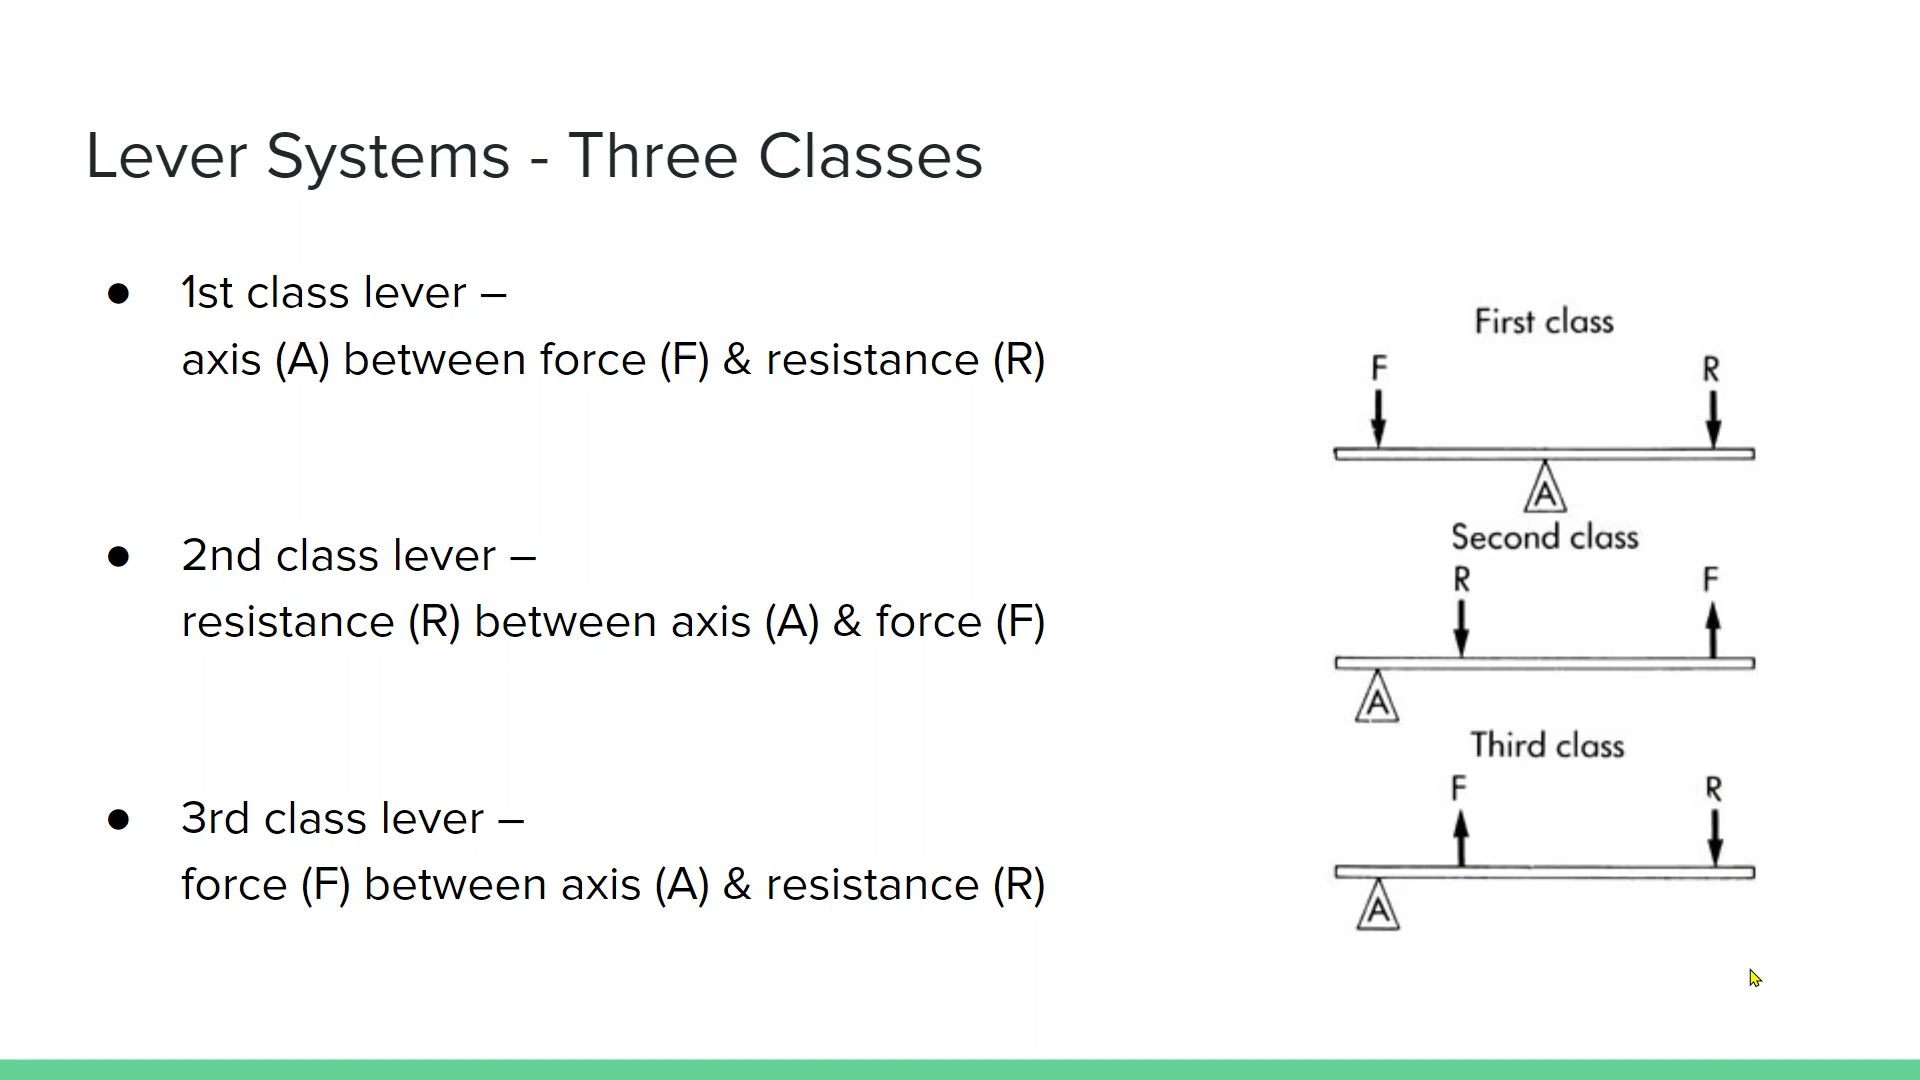 Lever Systems - Three Classes
1st class lever –
axis (A) between force (F) & resistance (R)
2nd class lever –
resistance (R) between axis (A) & force (F)
3rd class lever –
force (F) between axis (A) & resistance (R)
First class
F R
A
Second class
R F
A
Third class
F R
A